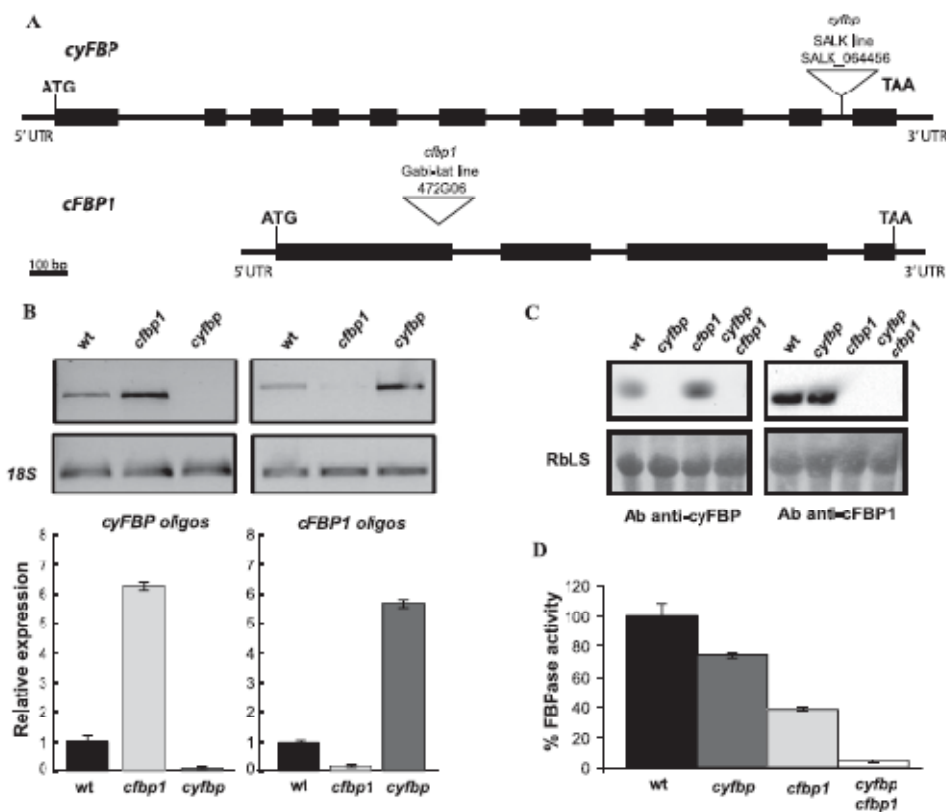 A
cyFBP
cyfbp
SALK line
SALK_064456
ATG
TAA
5' UTR
3' UTR
cfbp1
Gabi-tat line
472G06
cFBP1
ATG
TAA
100 bp
5' UTR
3' UTR
B
wt cfbp1 cyfbp
wt cfbp1 cyfbp
18S
cyFBP oligos
cFBP1 oligos
Relative expression
8
7
6
5
4
3
2
1
0
wt cfbp1 cyfbp
8
7
6
5
4
3
2
1
0
wt cfbp1 cyfbp
C
wt cyfbp cfbp1 cyfbp cfbp1
wt cyfbp cfbp1 cyfbp cfbp1
RbLS
Ab anti-cyFBP
Ab anti-cFBP1
D
% FBPase activity
120
100
80
60
40
20
0
wt cyfbp cfbp1 cyfbp
cfbp1